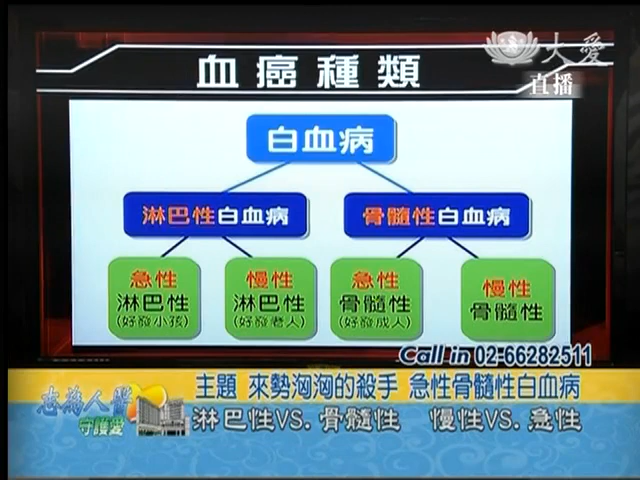 血癌種類
大愛
直播
白血病
淋巴性白血病
骨髓性白血病
急性
淋巴性
(好發小孩)
慢性
淋巴性
(好發老人)
急性
骨髓性
(好發成人)
慢性
骨髓性
Call in 02-66282511
主題 來勢洶洶的殺手 急性骨髓性白血病
志為人醫
守護愛
淋巴性VS. 骨髓性 慢性VS. 急性